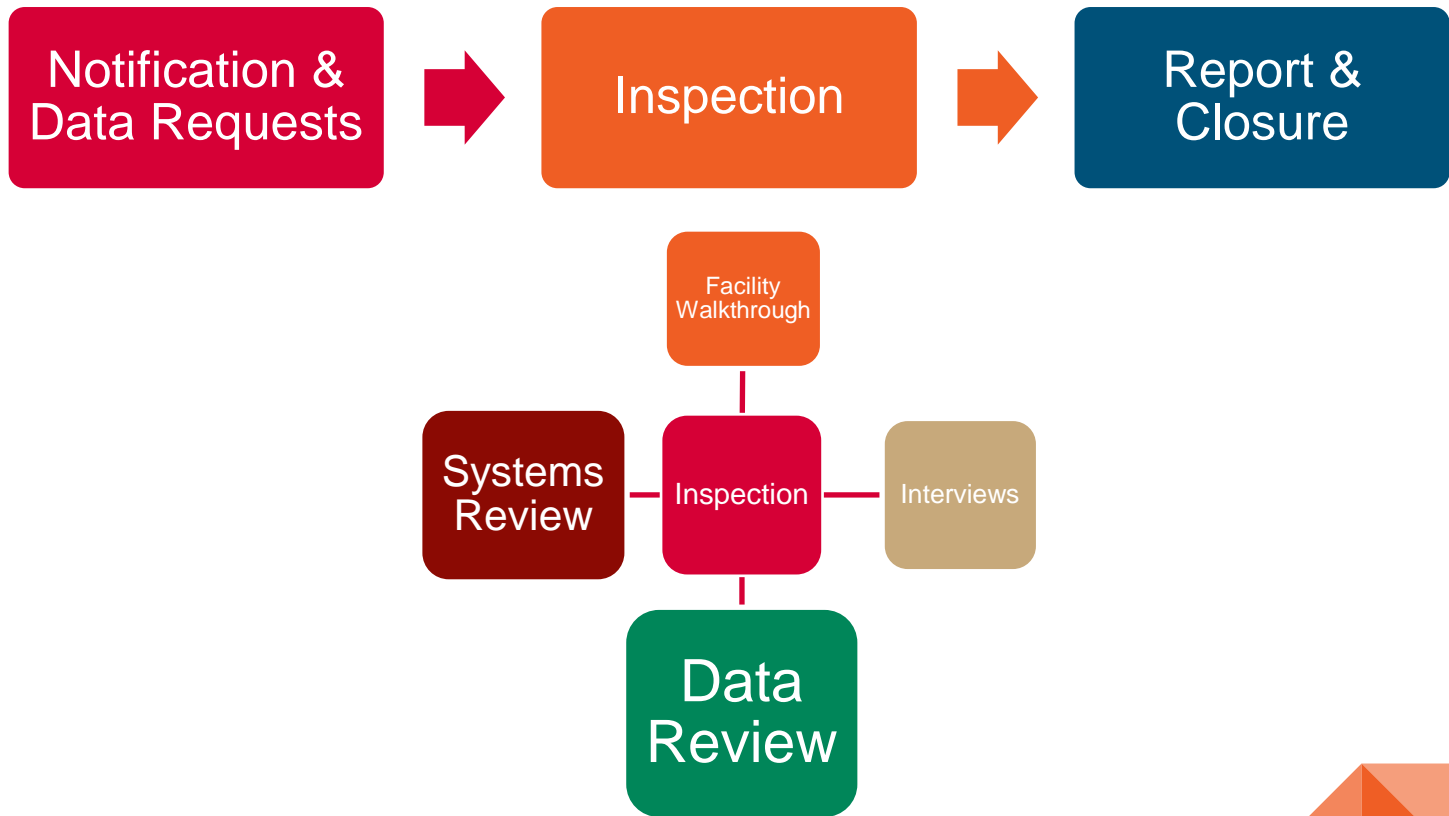 Notification &
Data Requests
Inspection
Report &
Closure
Facility
Walkthrough
Systems
Review
Inspection
Interviews
Data
Review